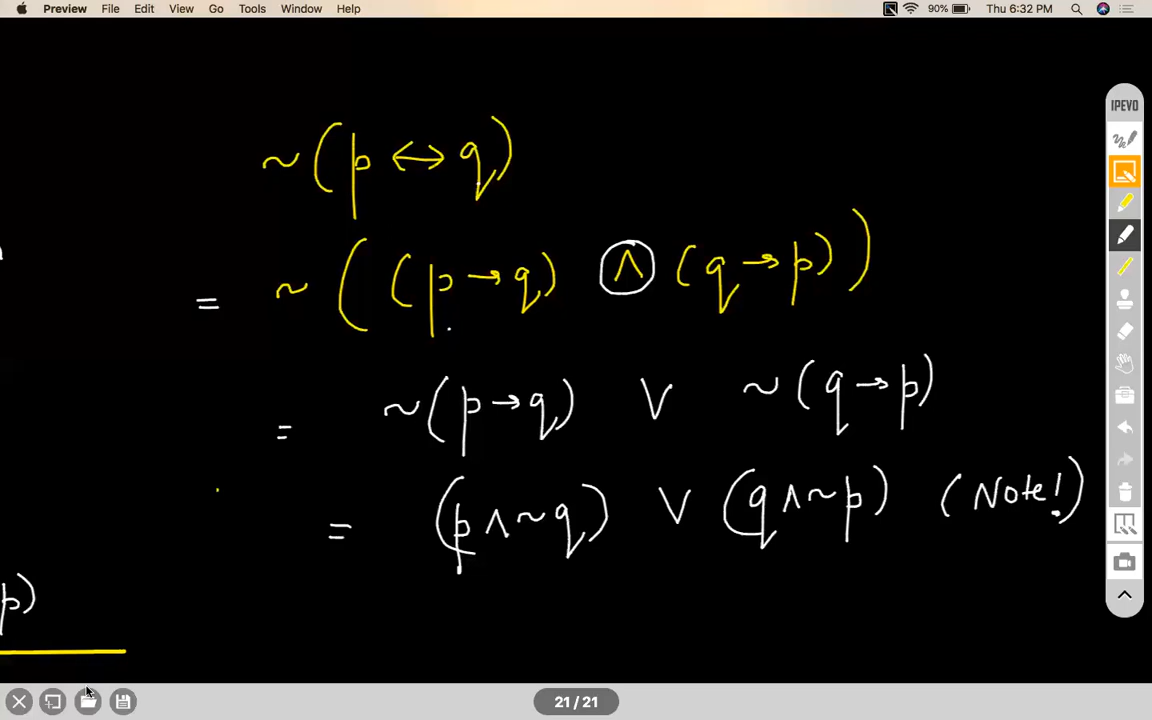 Preview File Edit View Go Tools Window Help 90% Thu 6:32 PM
IPEVO
~(p ↔ q)
= ~((p → q) ∧ (q → p))
= ~(p → q) ∨ ~(q → p)
= (p ∧ ~q) ∨ (q ∧ ~p) (Note!)
p)
21 / 21